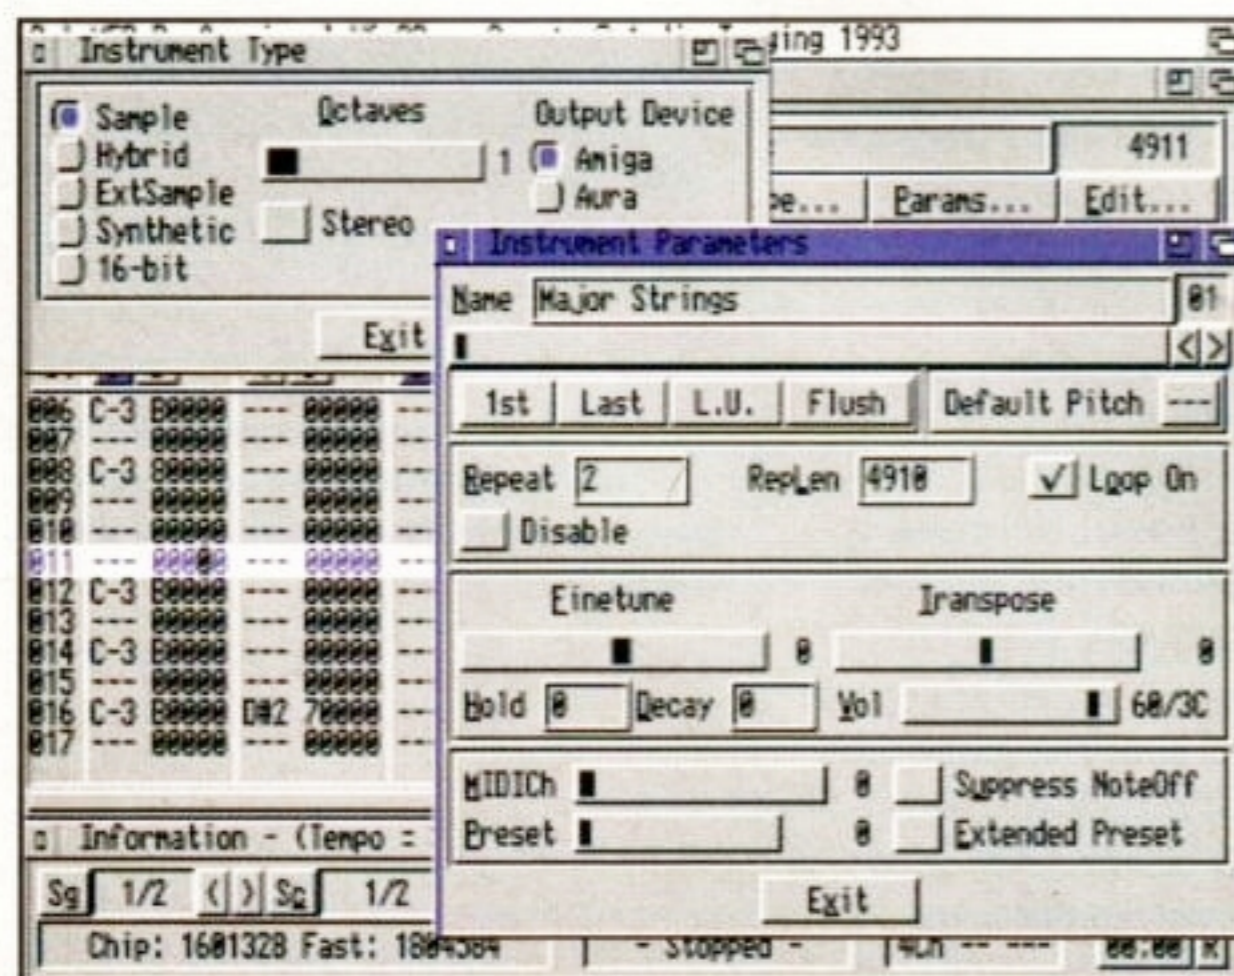 ing 1993
Instrument Type
Sample
Hybrid
ExtSample
Synthetic
16-bit
Octaves
1
Stereo
Output Device
Amiga
Aura
Exit
4911
Params...
Edit...
Instrument Parameters
Name Major Strings 01
< >
1st Last L.U. Flush Default Pitch ---
Repeat 2 RepLen 4910 Loop On
Disable
Finetune Transpose
0 0
Hold 0 Decay 0 Vol 60/3C
MIDICh 0 Suppress NoteOff
Preset 0 Extended Preset
Exit
006 C-3 B0000 --- 00000 --
007 --- 00000 --- 00000 --
008 C-3 B0000 --- 00000 --
009 --- 00000 --- 00000 --
010 --- 00000 --- 00000 --
011 --- 00000 --- 00000 --
012 C-3 B0000 --- 00000 --
013 --- 00000 --- 00000 --
014 C-3 B0000 --- 00000 --
015 --- 00000 --- 00000 --
016 C-3 B0000 D#2 70000 --
017 --- 00000 --- 00000 --
Information - (Tempo =
Sg 1/2 < > Sc 1/2
Chip: 1601328 Fast: 1804584 - Stopped - 4Ch -- --- 00:00 R